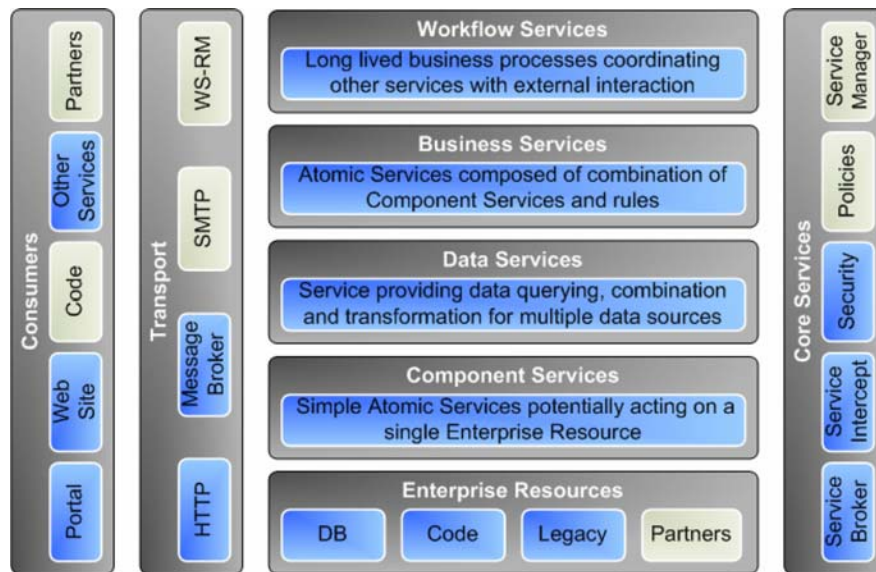 Consumers
Partners
Other
Services
Code
Web
Site
Portal
Transport
WS-RM
SMTP
Message
Broker
HTTP
Workflow Services
Long lived business processes coordinating
other services with external interaction
Business Services
Atomic Services composed of combination of
Component Services and rules
Data Services
Service providing data querying, combination
and transformation for multiple data sources
Component Services
Simple Atomic Services potentially acting on a
single Enterprise Resource
Enterprise Resources
DB
Code
Legacy
Partners
Core Services
Service
Manager
Policies
Security
Service
Intercept
Service
Broker